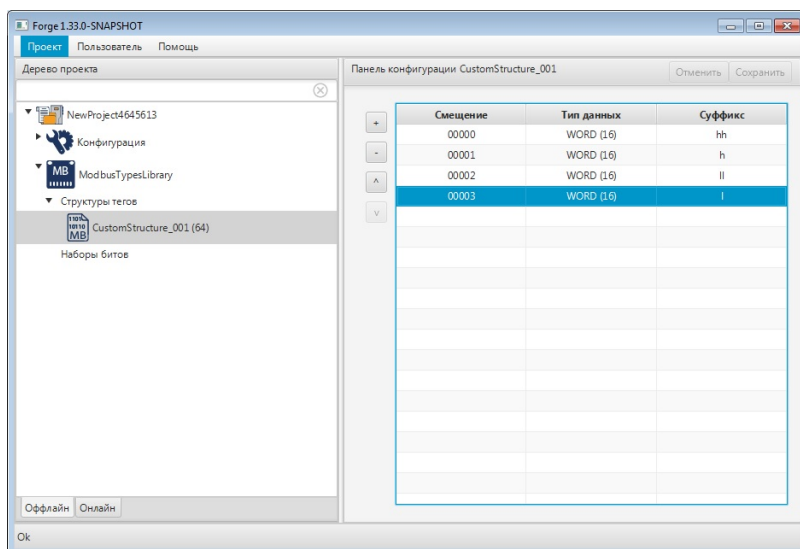 Forge 1.33.0-SNAPSHOT
Проект Пользователь Помощь
Дерево проекта
NewProject4645613
Конфигурация
MB ModbusTypesLibrary
Структуры тегов
MB CustomStructure_001 (64)
Наборы битов
Оффлайн Онлайн
Панель конфигурации CustomStructure_001 Отменить Сохранить
+
-
^
v
Смещение Тип данных Суффикс
00000 WORD (16) hh
00001 WORD (16) h
00002 WORD (16) ll
00003 WORD (16) l
Ok